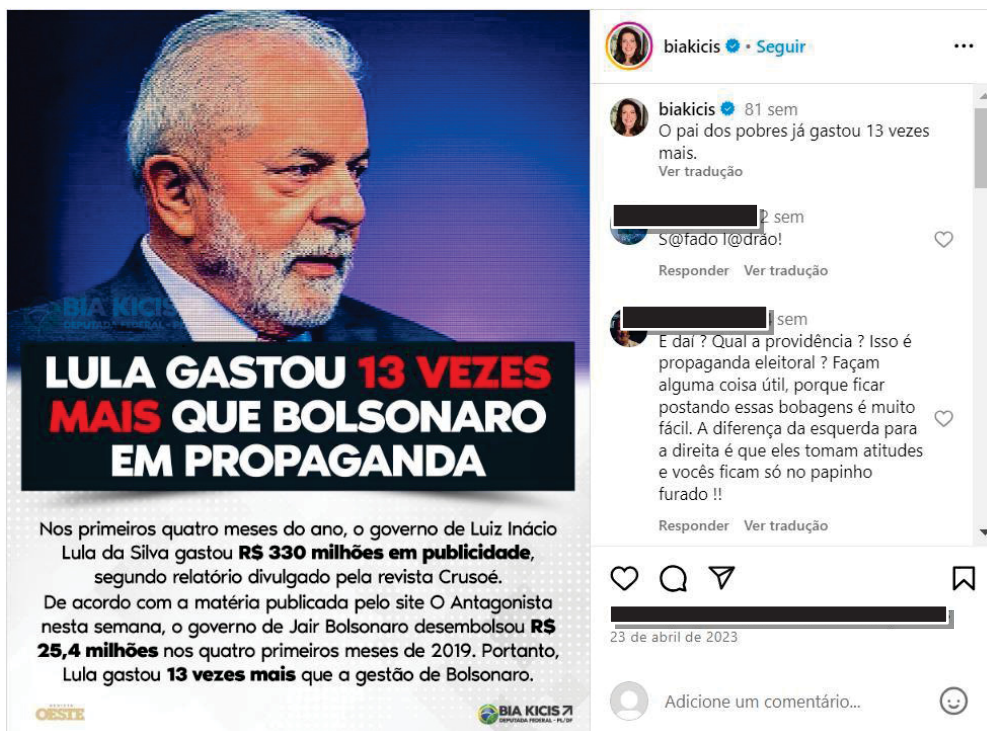 BIA KICIS
DEPUTADA FEDERAL - PL
LULA GASTOU 13 VEZES
MAIS QUE BOLSONARO
EM PROPAGANDA
Nos primeiros quatro meses do ano, o governo de Luiz Inácio
Lula da Silva gastou R$ 330 milhões em publicidade,
segundo relatório divulgado pela revista Crusoé.
De acordo com a matéria publicada pelo site O Antagonista
nesta semana, o governo de Jair Bolsonaro desembolsou R$
25,4 milhões nos quatro primeiros meses de 2019. Portanto,
Lula gastou 13 vezes mais que a gestão de Bolsonaro.
REVISTA
OESTE
BIA KICIS
DEPUTADA FEDERAL - PL/DF
biakicis • Seguir
biakicis 81 sem
O pai dos pobres já gastou 13 vezes
mais.
Ver tradução
2 sem
S@fado l@drão!
Responder Ver tradução
sem
E daí ? Qual a providência ? Isso é
propaganda eleitoral ? Façam
alguma coisa útil, porque ficar
postando essas bobagens é muito
fácil. A diferença da esquerda para
a direita é que eles tomam atitudes
e vocês ficam só no papinho
furado !!
Responder Ver tradução
23 de abril de 2023
Adicione um comentário...